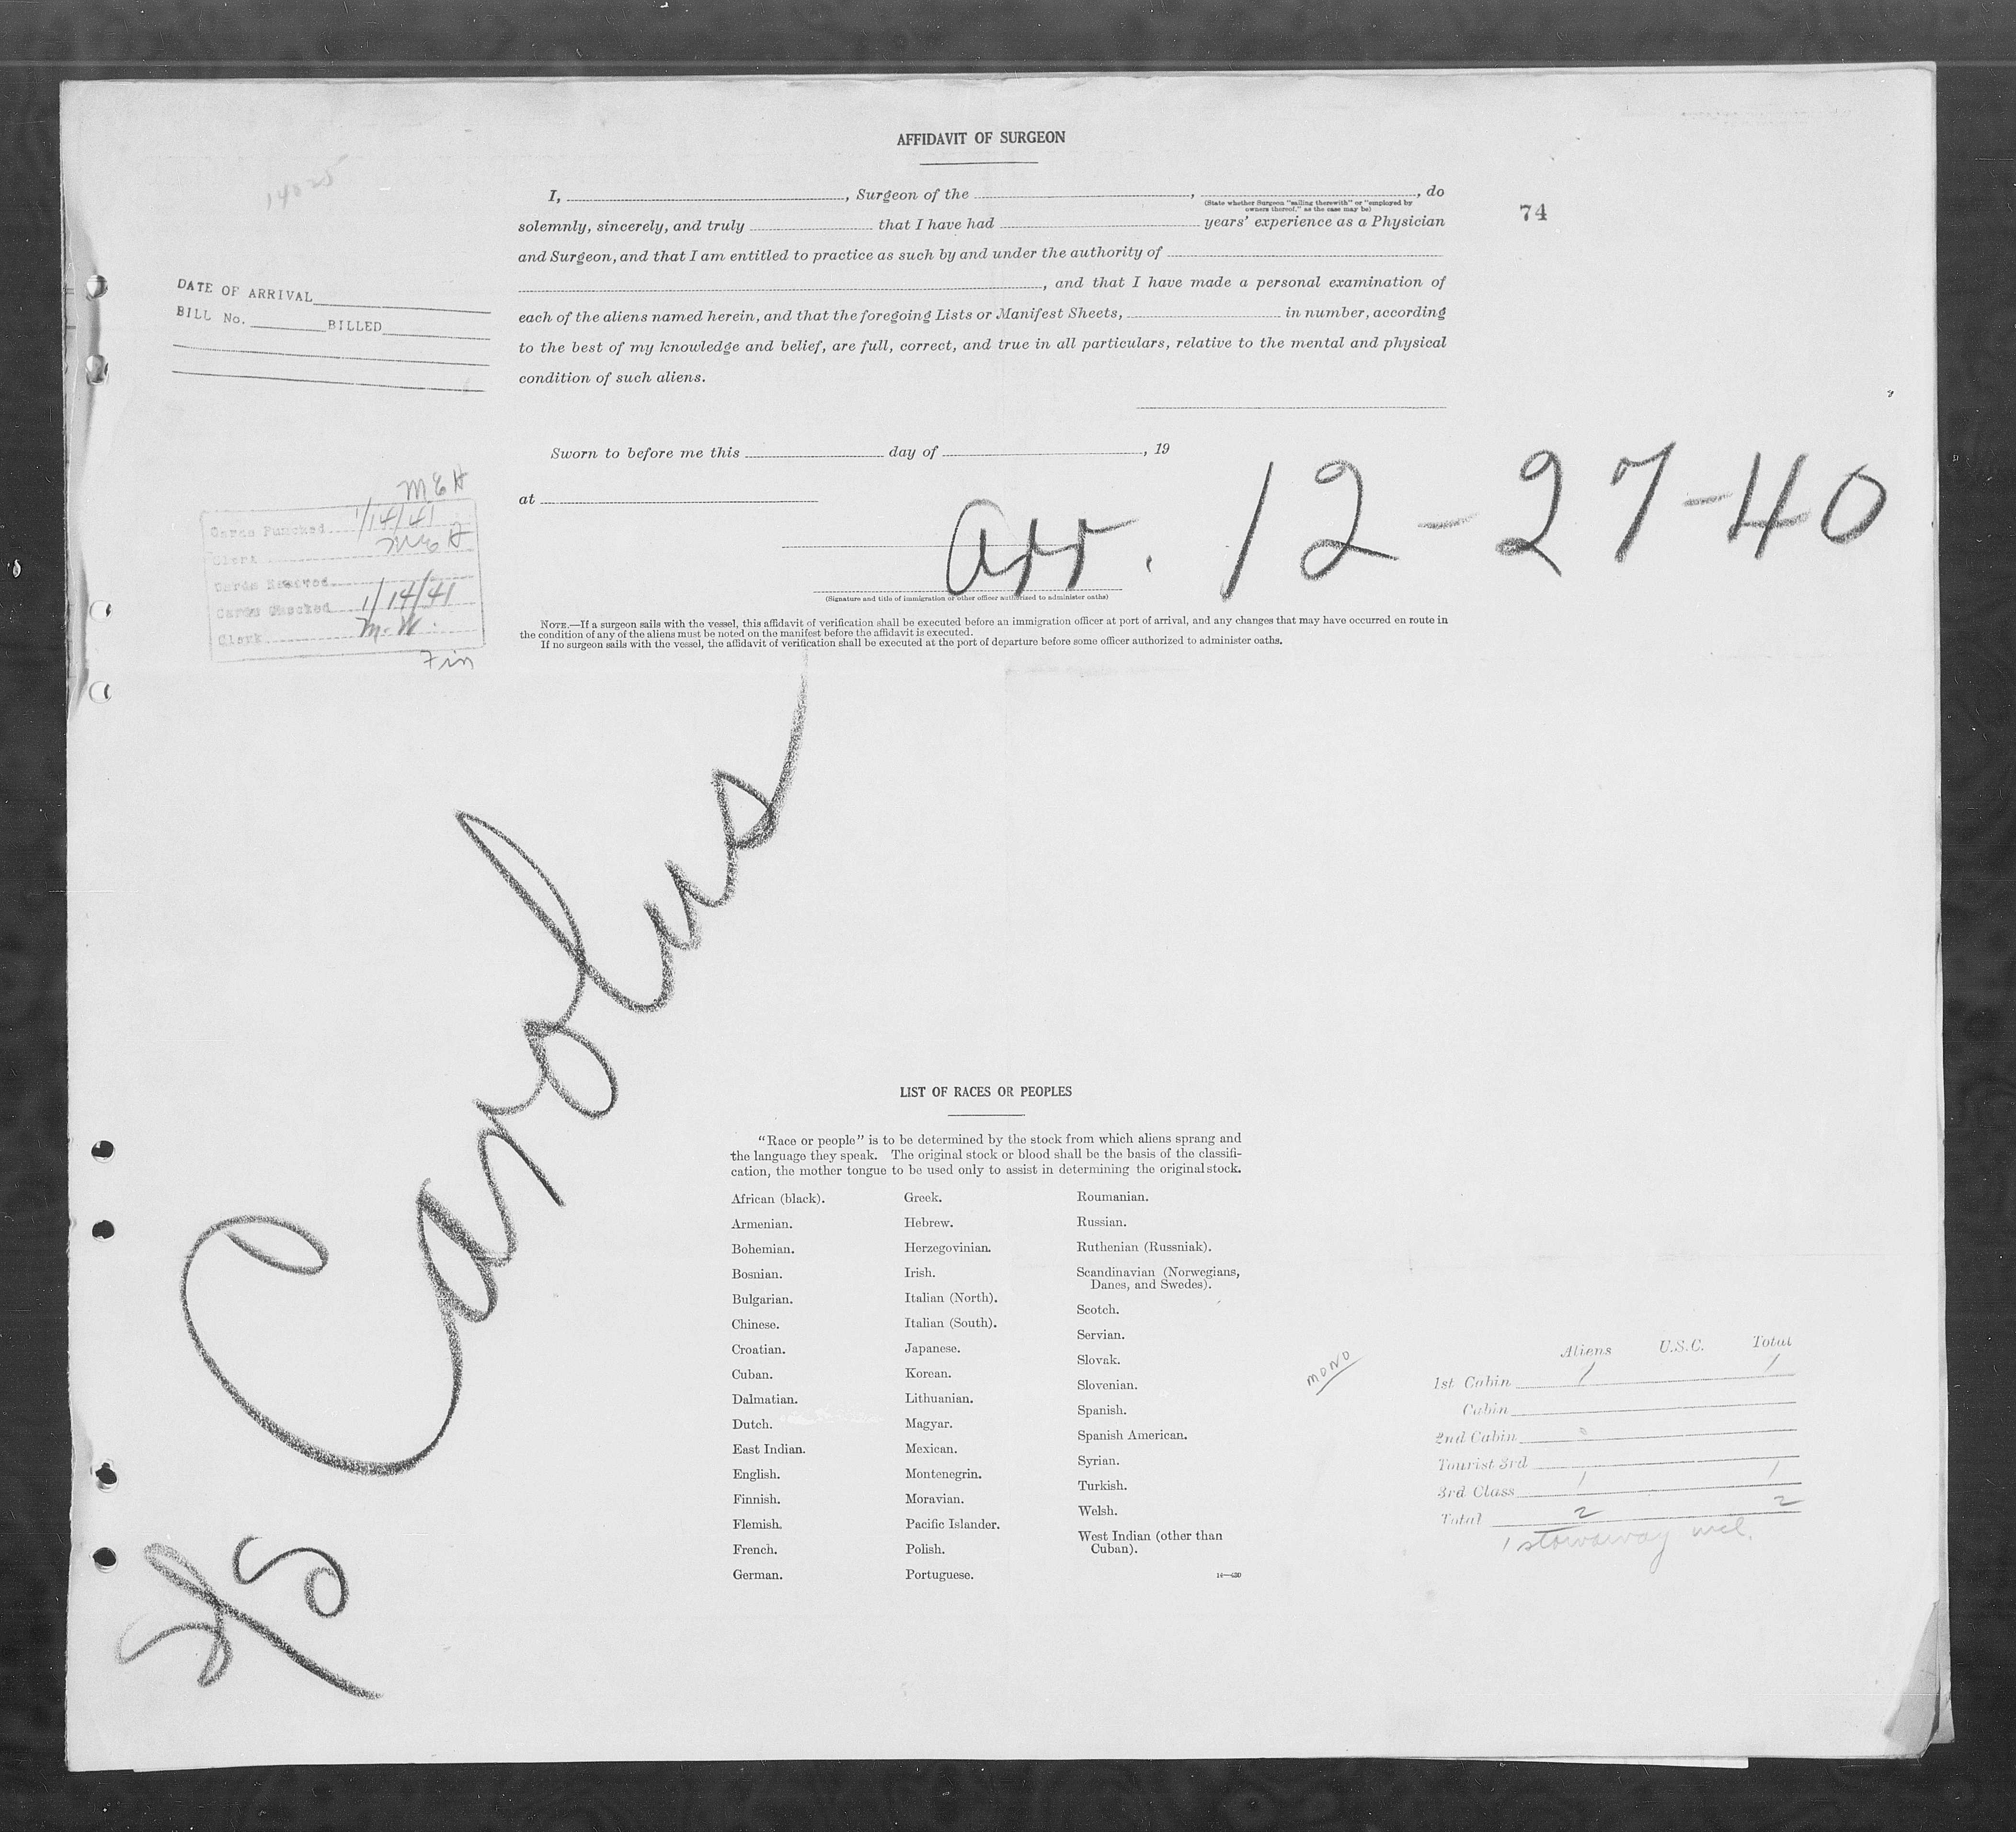 AFFIDAVIT OF SURGEON
14025
I, , Surgeon of the , , do
(State whether Surgeon "sailing therewith" or "employed by
owners thereof," as the case may be)
74
solemnly, sincerely, and truly that I have had years' experience as a Physician
and Surgeon, and that I am entitled to practice as such by and under the authority of
, and that I have made a personal examination of
each of the aliens named herein, and that the foregoing Lists or Manifest Sheets, in number, according
to the best of my knowledge and belief, are full, correct, and true in all particulars, relative to the mental and physical
condition of such aliens.
DATE OF ARRIVAL
BILL No. BILLED
Sworn to before me this day of , 19
at
arr. 12-27-40
(Signature and title of immigration or other officer authorized to administer oaths)
MEH
Cards Punched 1/14/41
Clerk MEH
Cards
Cards Checked 1/14/41
Clerk M.W.
Fin
NOTE.—If a surgeon sails with the vessel, this affidavit of verification shall be executed before an immigration officer at port of arrival, and any changes that may have occurred en route in
the condition of any of the aliens must be noted on the manifest before the affidavit is executed.
If no surgeon sails with the vessel, the affidavit of verification shall be executed at the port of departure before some officer authorized to administer oaths.
S/S Carolus
LIST OF RACES OR PEOPLES
"Race or people" is to be determined by the stock from which aliens sprang and
the language they speak. The original stock or blood shall be the basis of the classifi-
cation, the mother tongue to be used only to assist in determining the original stock.
African (black).
Armenian.
Bohemian.
Bosnian.
Bulgarian.
Chinese.
Croatian.
Cuban.
Dalmatian.
Dutch.
East Indian.
English.
Finnish.
Flemish.
French.
German.
Greek.
Hebrew.
Herzegovinian.
Irish.
Italian (North).
Italian (South).
Japanese.
Korean.
Lithuanian.
Magyar.
Mexican.
Montenegrin.
Moravian.
Pacific Islander.
Polish.
Portuguese.
Roumanian.
Russian.
Ruthenian (Russniak).
Scandinavian (Norwegians,
Danes, and Swedes).
Scotch.
Servian.
Slovak.
Slovenian.
Spanish.
Spanish American.
Syrian.
Turkish.
Welsh.
West Indian (other than
Cuban).
14—430
MONO
Aliens U.S.C. Total
1st Cabin 1 1
Cabin
2nd Cabin
Tourist 3rd
3rd Class 1 1
Total 2 2
1 stowaway incl.